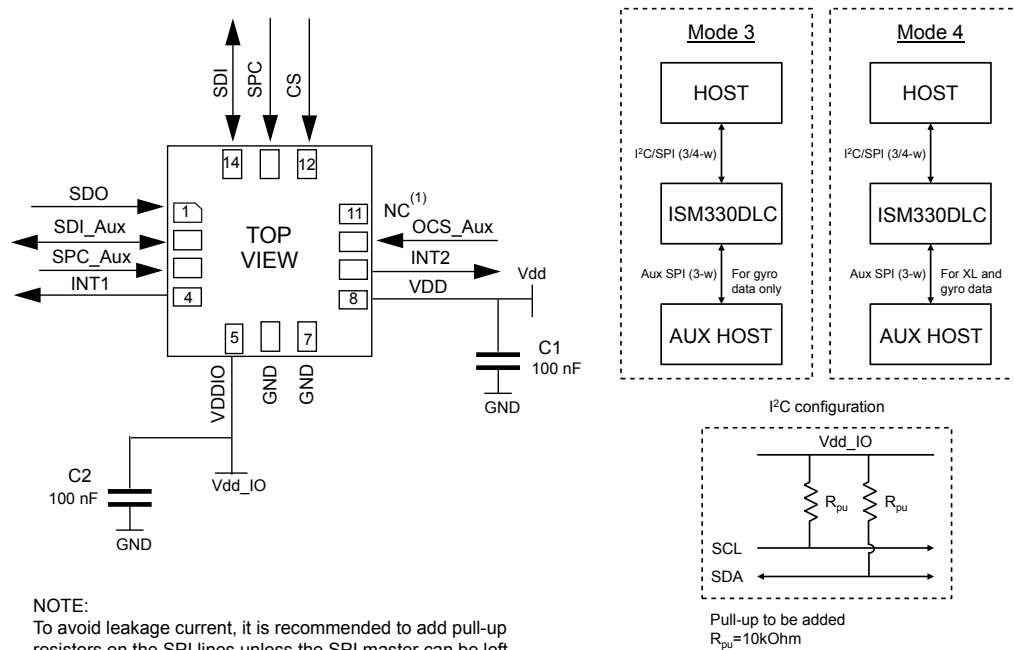 SDI
SPC
CS
14
12
SDO
SDI_Aux
SPC_Aux
INT1
1
4
TOP
VIEW
11
8
NC(1)
OCS_Aux
INT2
VDD
Vdd
C1
100 nF
GND
5
7
VDDIO
GND
GND
C2
100 nF
GND
Vdd_IO
NOTE:
To avoid leakage current, it is recommended to add pull-up
resistors on the SPI lines unless the SPI master can be left
Mode 3
HOST
I2C/SPI (3/4-w)
ISM330DLC
Aux SPI (3-w)
For gyro
data only
AUX HOST
Mode 4
HOST
I2C/SPI (3/4-w)
ISM330DLC
Aux SPI (3-w)
For XL and
gyro data
AUX HOST
I2C configuration
Vdd_IO
Rpu
Rpu
SCL
SDA
Pull-up to be added
Rpu=10kOhm